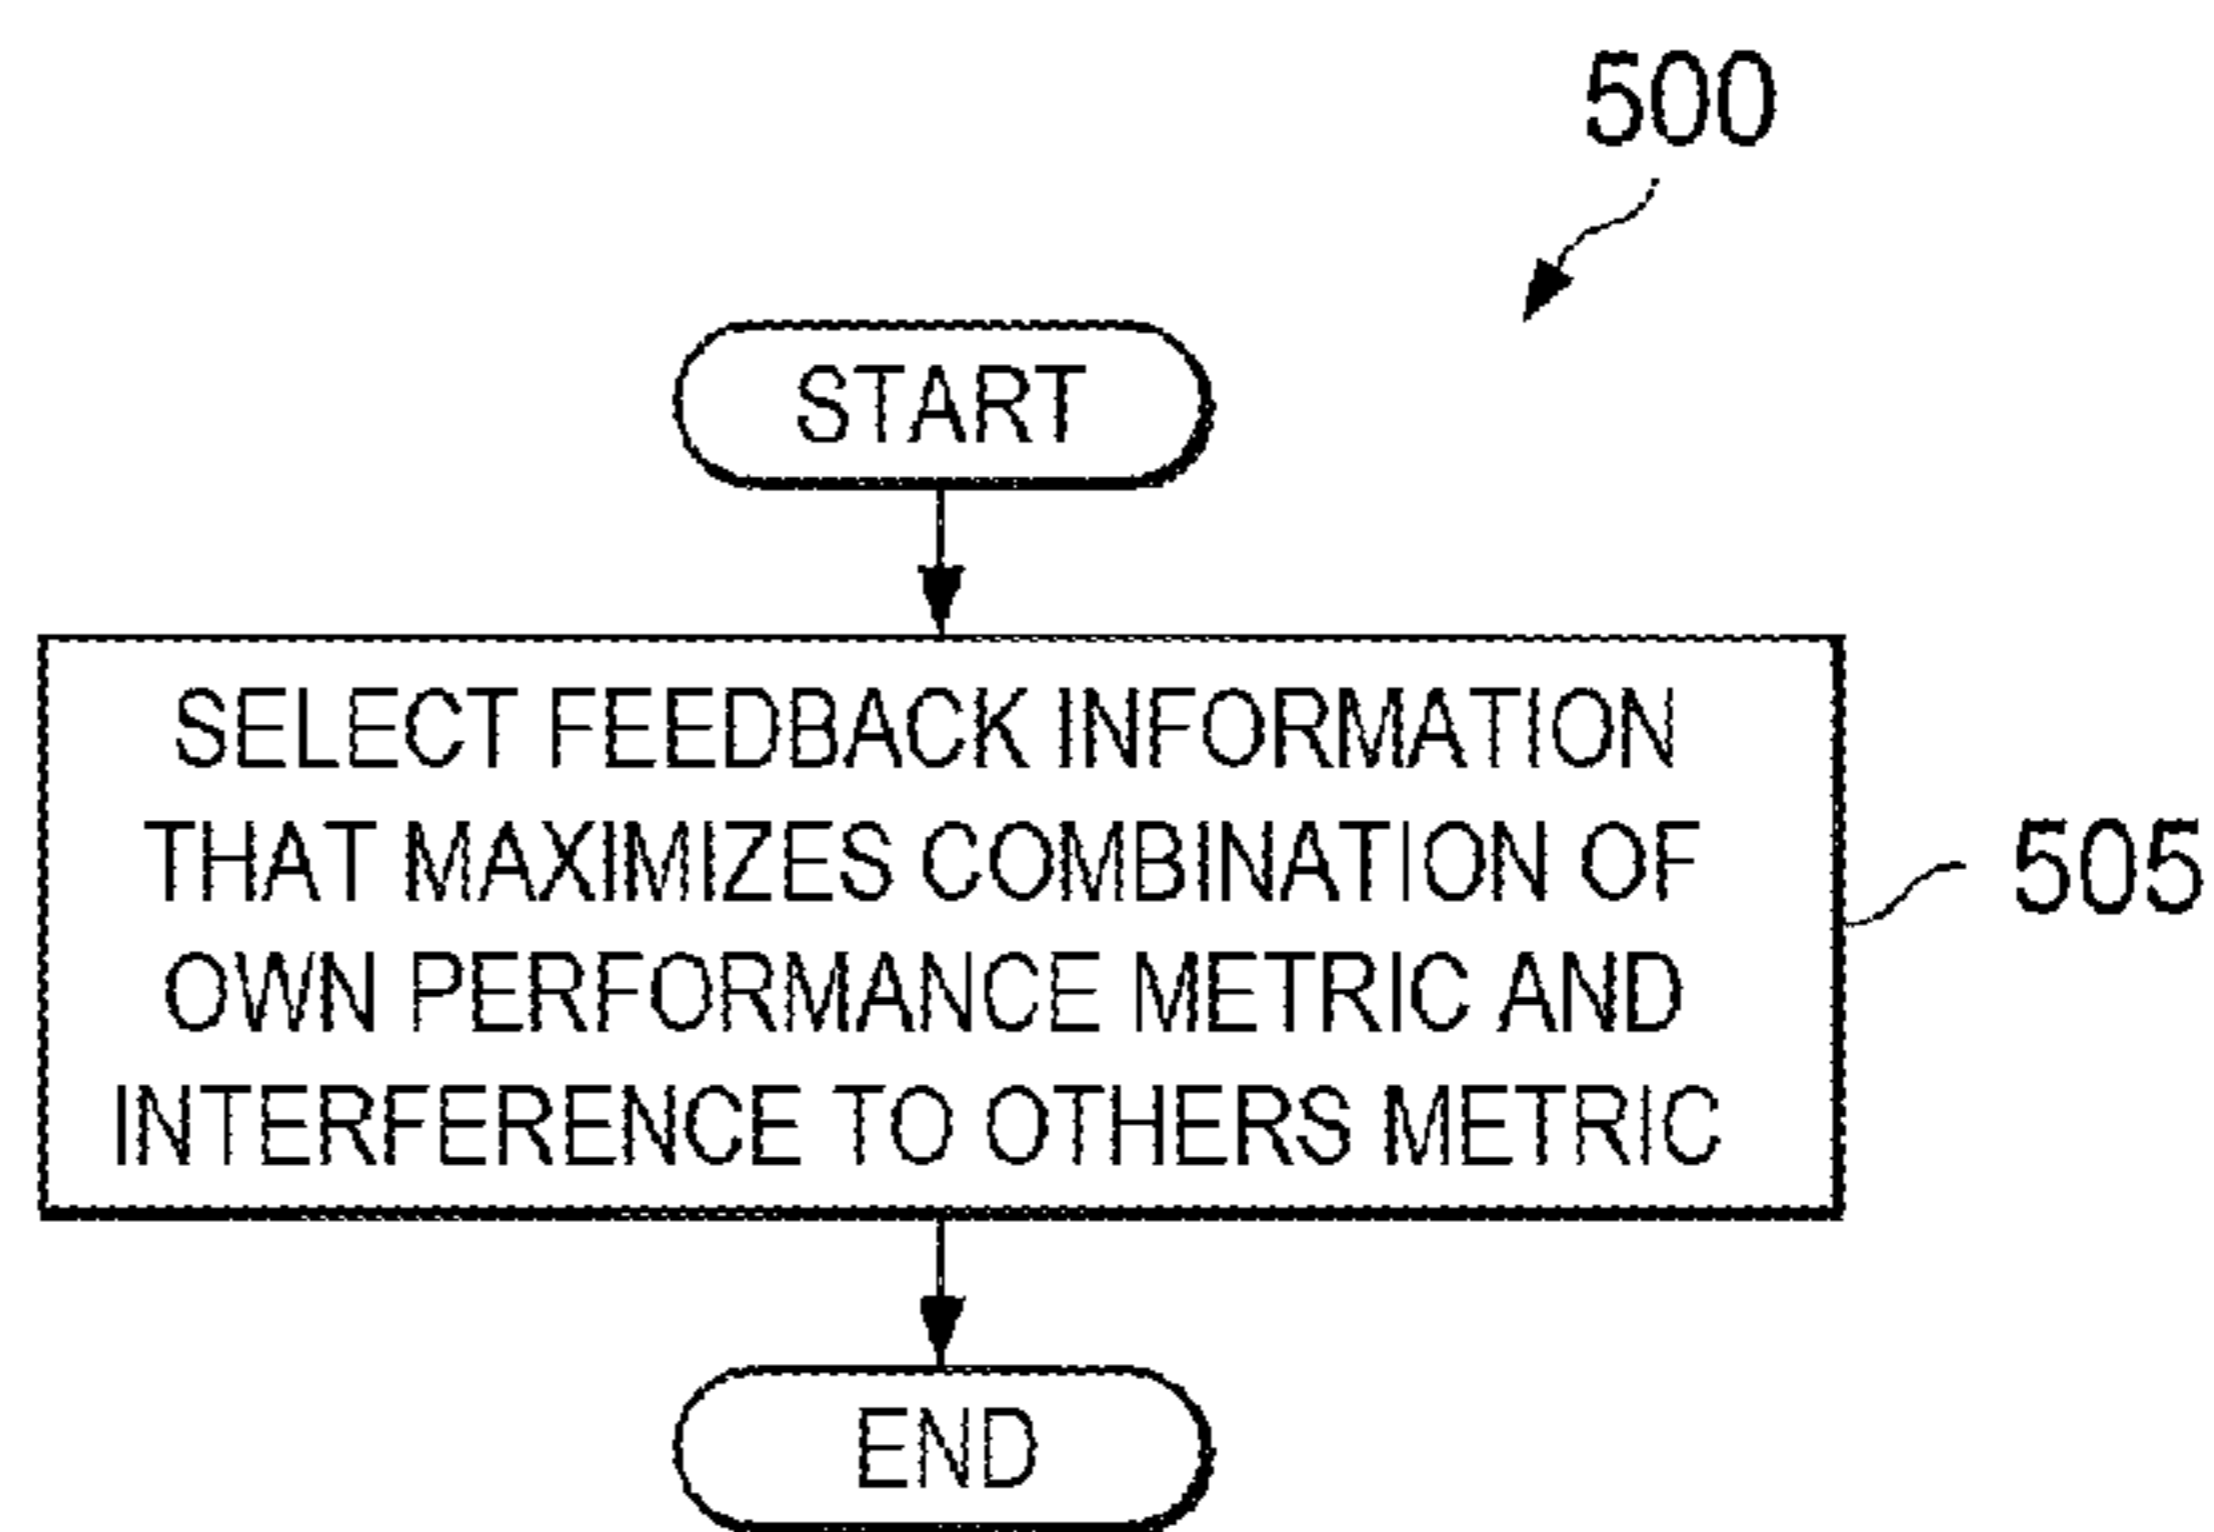 500
START
SELECT FEEDBACK INFORMATION
THAT MAXIMIZES COMBINATION OF
OWN PERFORMANCE METRIC AND
INTERFERENCE TO OTHERS METRIC
505
END